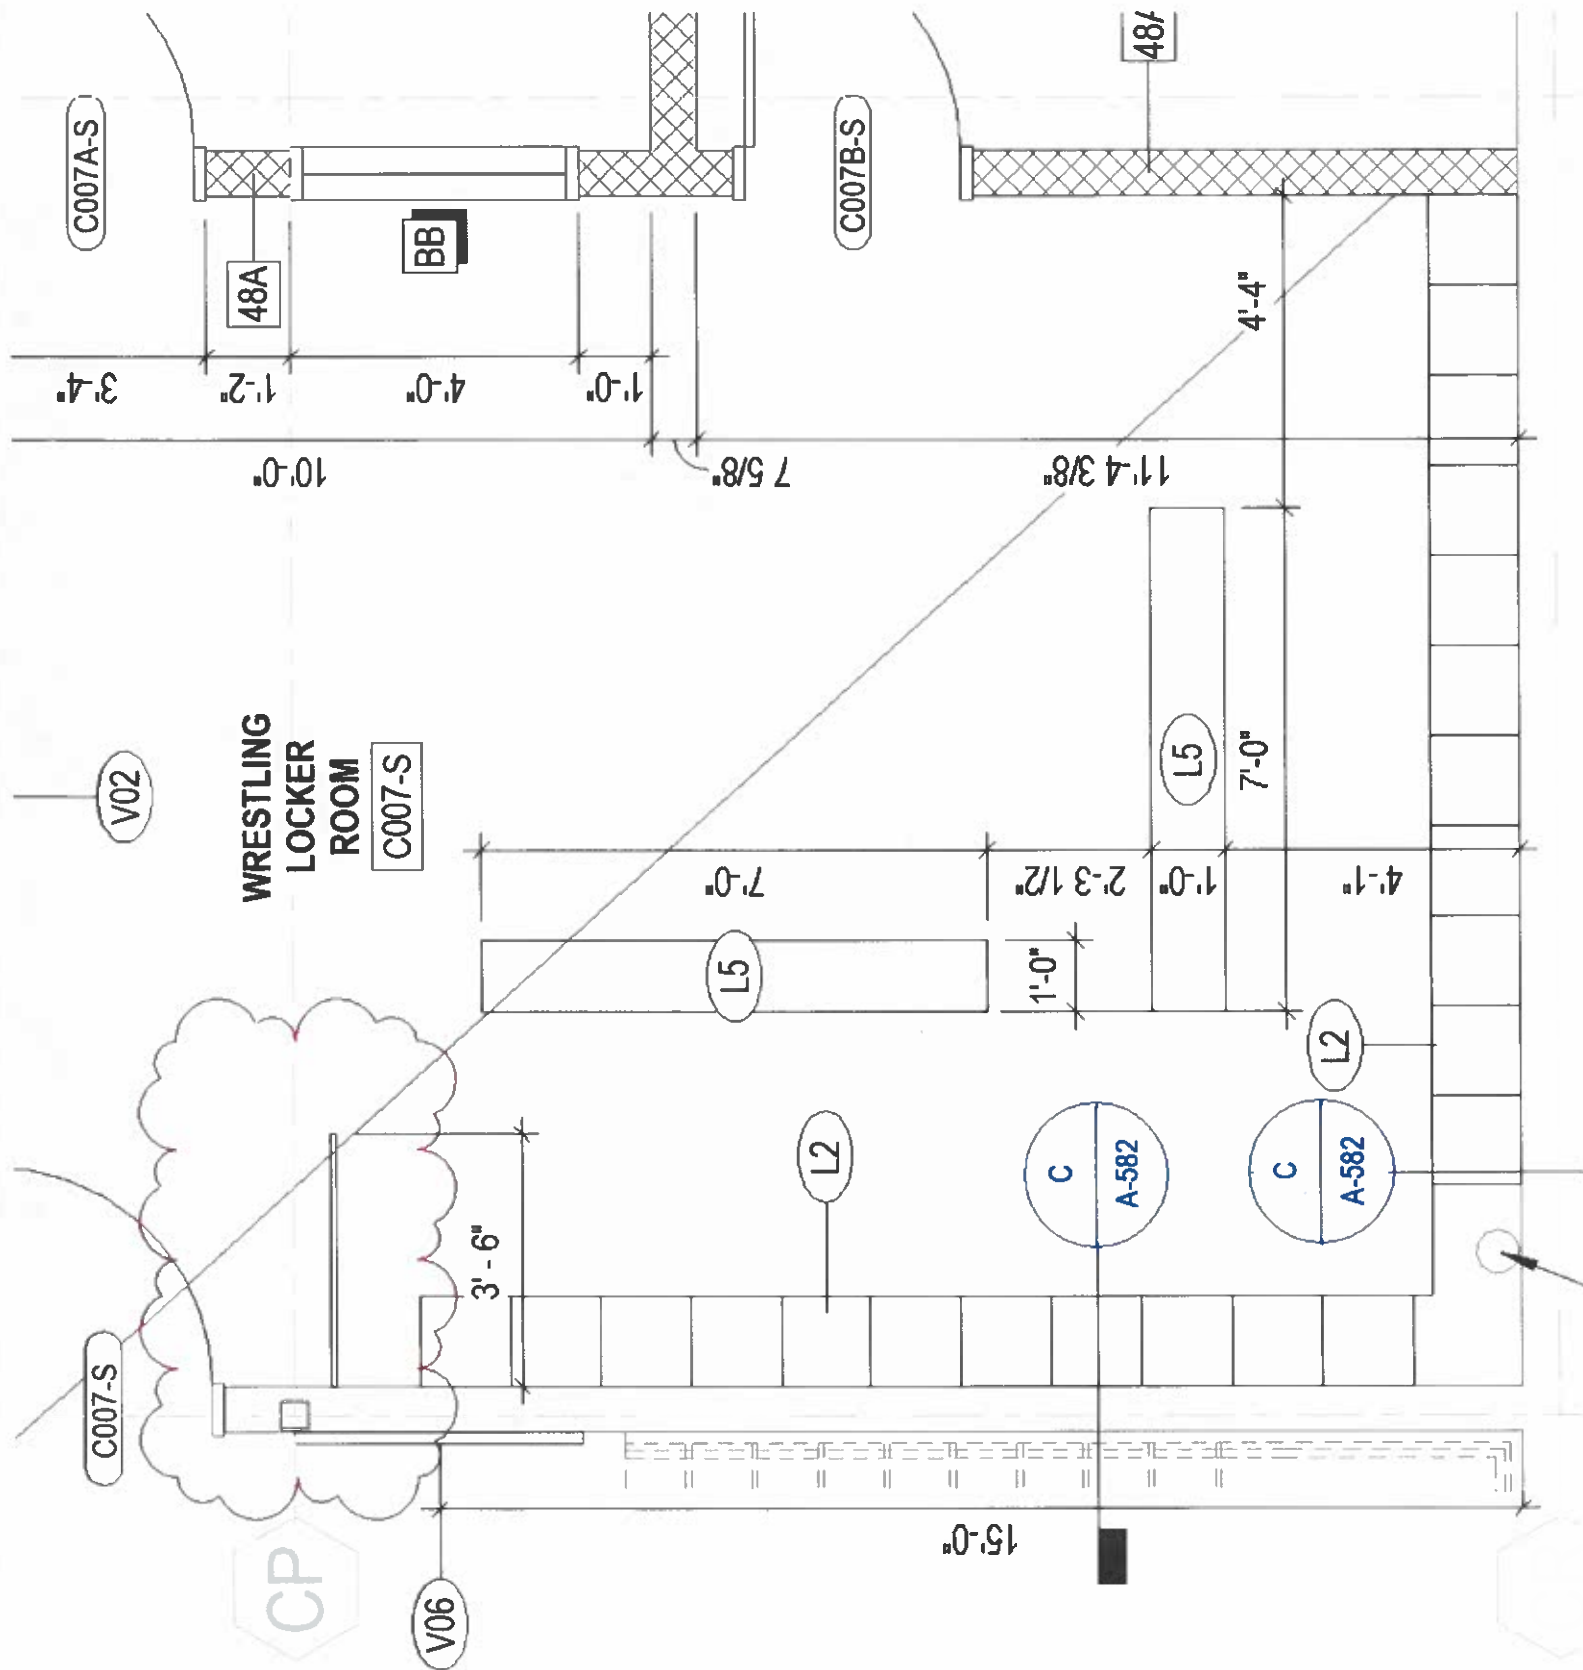 C007A-S
48A
BB
3'-4"
1'-2"
4'-0"
1'-0"
10'-0"
7 5/8"
11'-4 3/8"
C007B-S
4'-4"
V02
WRESTLING
LOCKER
ROOM
C007-S
7'-0"
2'-3 1/2"
1'-0"
4'-1"
L5
7'-0"
L5
1'-0"
L2
C
A-582
C
A-582
L2
3'- 6"
C007-S
15'-0"
CP
V06